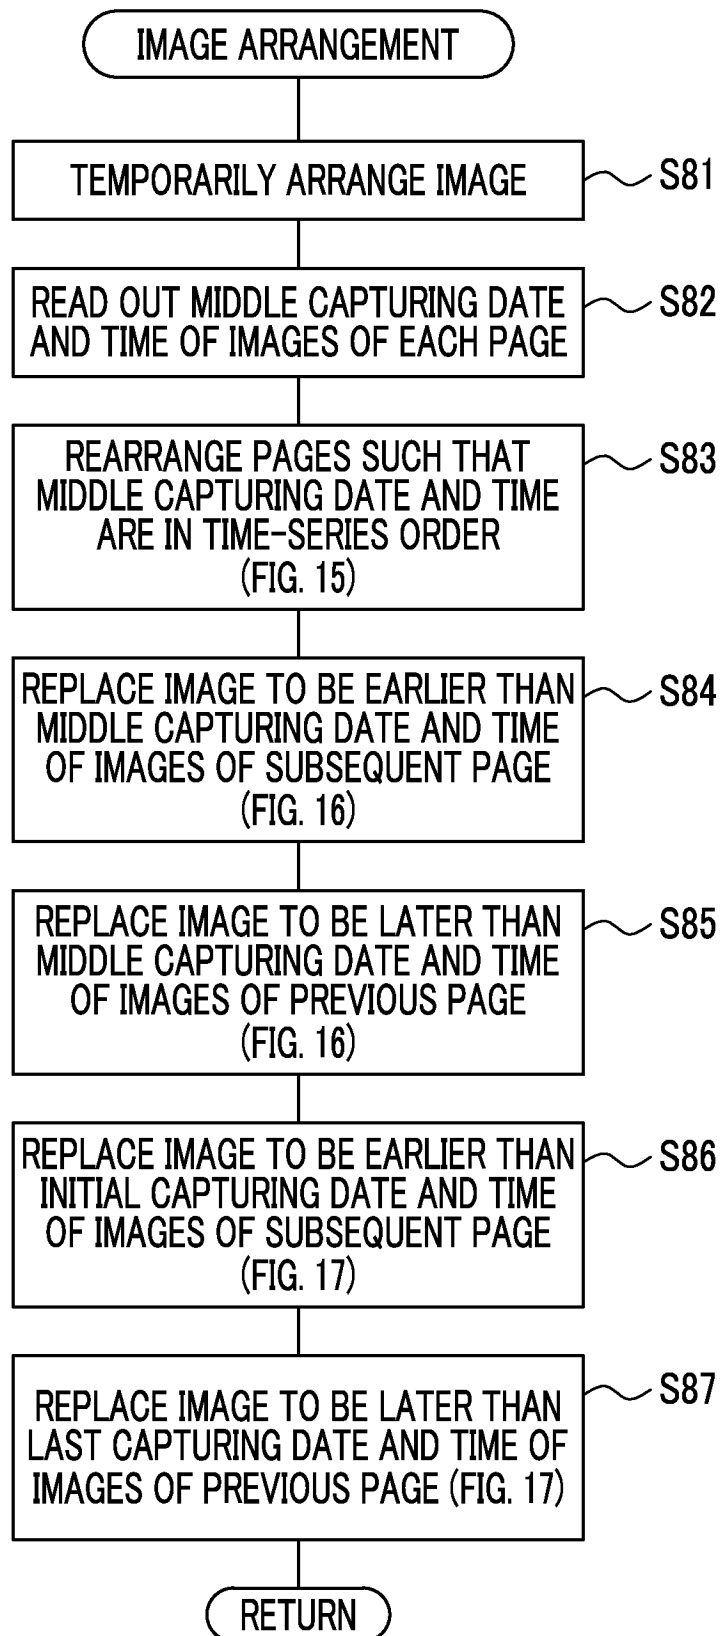 IMAGE ARRANGEMENT
TEMPORARILY ARRANGE IMAGE
S81
READ OUT MIDDLE CAPTURING DATE
AND TIME OF IMAGES OF EACH PAGE
S82
REARRANGE PAGES SUCH THAT
MIDDLE CAPTURING DATE AND TIME
ARE IN TIME-SERIES ORDER
(FIG. 15)
S83
REPLACE IMAGE TO BE EARLIER THAN
MIDDLE CAPTURING DATE AND TIME
OF IMAGES OF SUBSEQUENT PAGE
(FIG. 16)
S84
REPLACE IMAGE TO BE LATER THAN
MIDDLE CAPTURING DATE AND TIME
OF IMAGES OF PREVIOUS PAGE
(FIG. 16)
S85
REPLACE IMAGE TO BE EARLIER THAN
INITIAL CAPTURING DATE AND TIME
OF IMAGES OF SUBSEQUENT PAGE
(FIG. 17)
S86
REPLACE IMAGE TO BE LATER THAN
LAST CAPTURING DATE AND TIME OF
IMAGES OF PREVIOUS PAGE (FIG. 17)
S87
RETURN